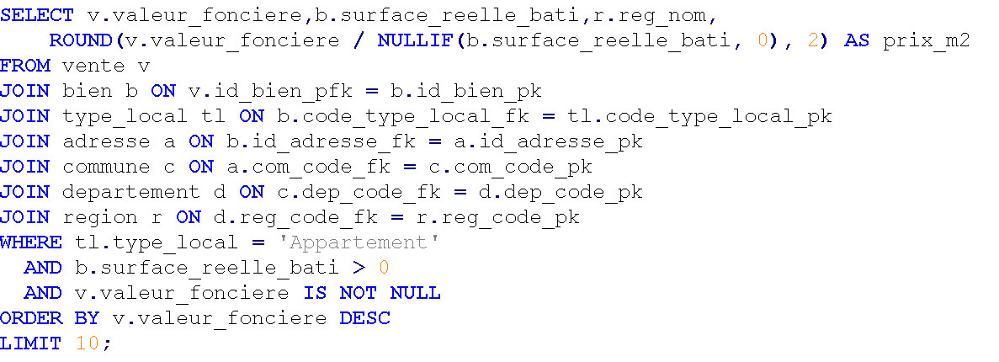 SELECT v.valeur_fonciere,b.surface_reelle_bati,r.reg_nom,
    ROUND(v.valeur_fonciere / NULLIF(b.surface_reelle_bati, 0), 2) AS prix_m2
FROM vente v
JOIN bien b ON v.id_bien_pfk = b.id_bien_pk
JOIN type_local tl ON b.code_type_local_fk = tl.code_type_local_pk
JOIN adresse a ON b.id_adresse_fk = a.id_adresse_pk
JOIN commune c ON a.com_code_fk = c.com_code_pk
JOIN departement d ON c.dep_code_fk = d.dep_code_pk
JOIN region r ON d.reg_code_fk = r.reg_code_pk
WHERE tl.type_local = 'Appartement'
  AND b.surface_reelle_bati > 0
  AND v.valeur_fonciere IS NOT NULL
ORDER BY v.valeur_fonciere DESC
LIMIT 10;